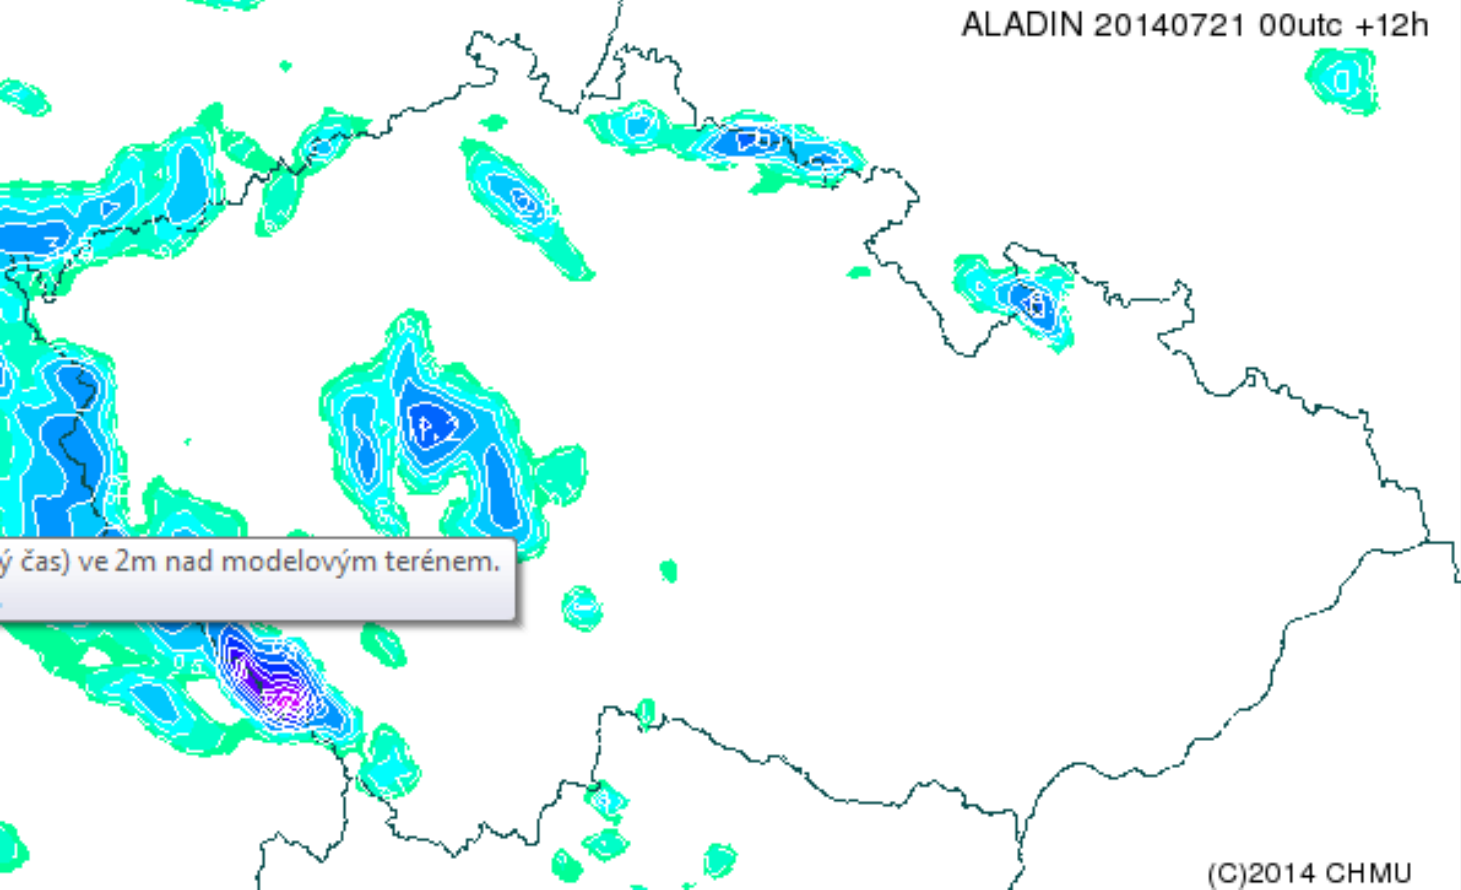 ALADIN 20140721 00utc +12h
ý čas) ve 2m nad modelovým terénem.
(C)2014 CHMU